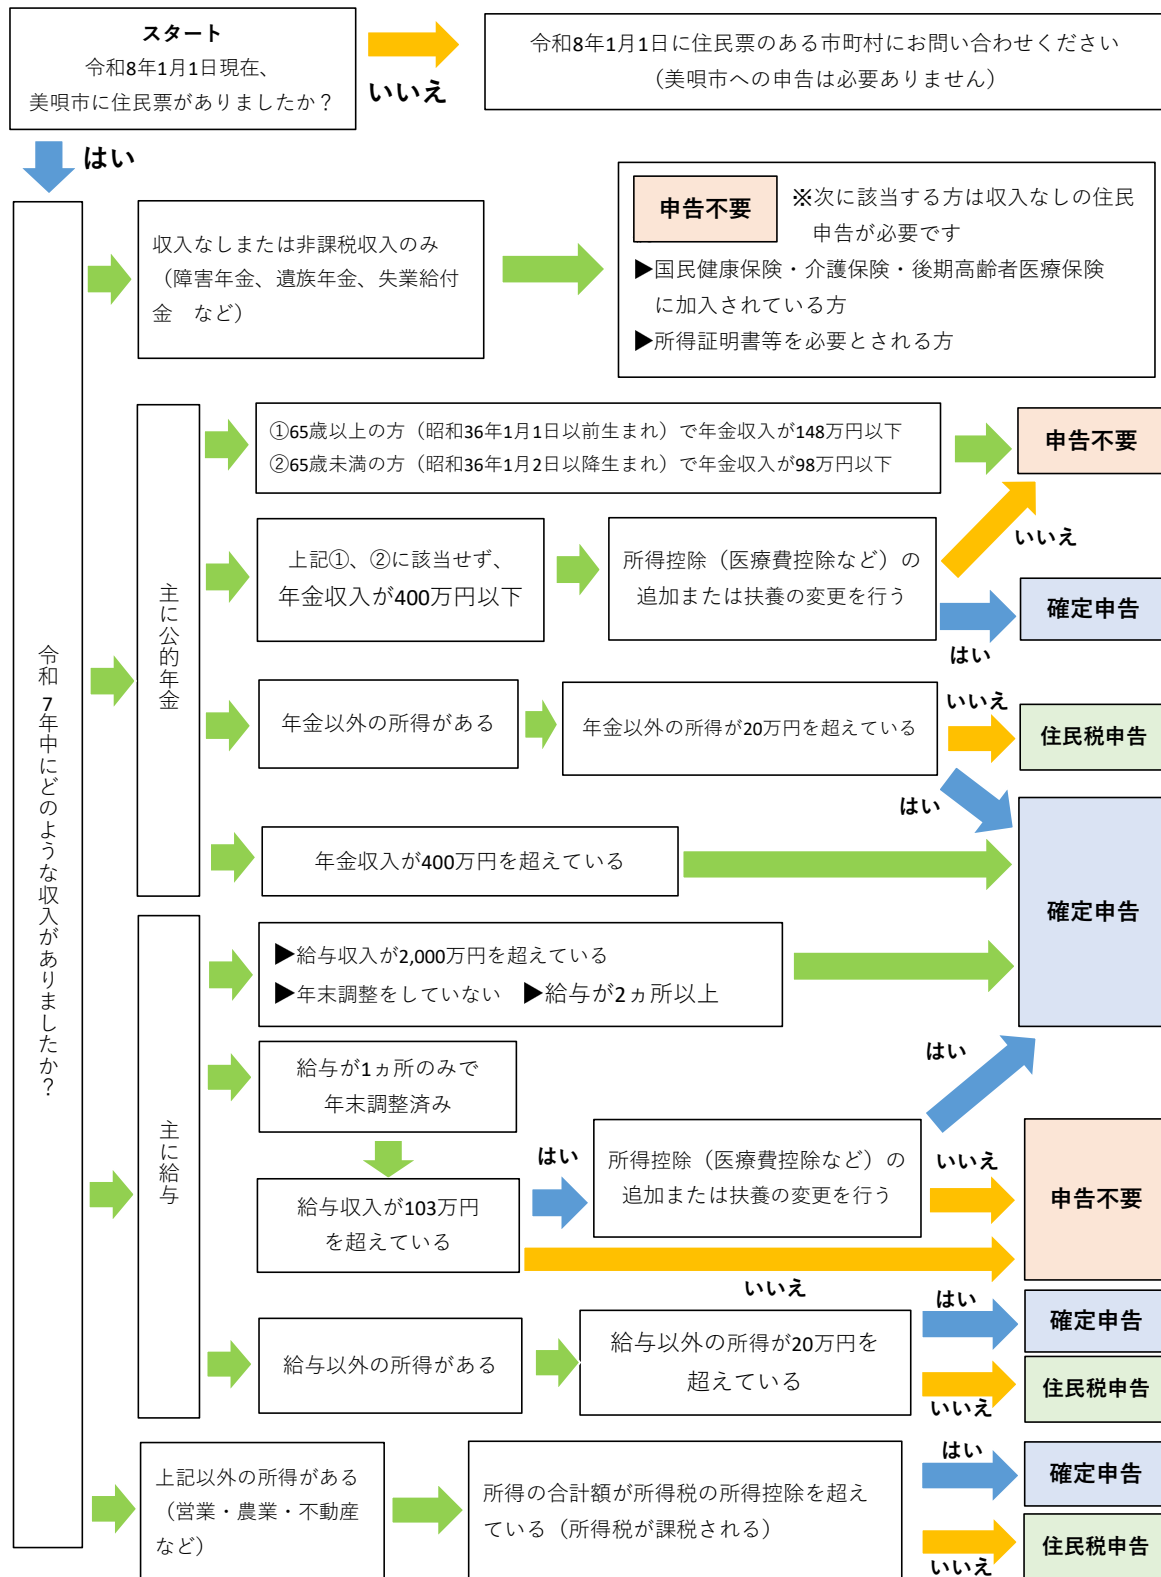 スタート
令和8年1月1日現在、
美唄市に住民票がありましたか？
いいえ
令和8年1月1日に住民票のある市町村にお問い合わせください
（美唄市への申告は必要ありません）
はい
令和7年中にどのような収入がありましたか？
収入なしまたは非課税収入のみ
（障害年金、遺族年金、失業給付
金　など）
申告不要
※次に該当する方は収入なしの住民
申告が必要です
▶国民健康保険・介護保険・後期高齢者医療保険
に加入されている方
▶所得証明書等を必要とされる方
主に公的年金
①65歳以上の方（昭和36年1月1日以前生まれ）で年金収入が148万円以下
②65歳未満の方（昭和36年1月2日以降生まれ）で年金収入が98万円以下
申告不要
上記①、②に該当せず、
年金収入が400万円以下
所得控除（医療費控除など）の
追加または扶養の変更を行う
いいえ
はい
確定申告
年金以外の所得がある
年金以外の所得が20万円を超えている
いいえ
住民税申告
はい
年金収入が400万円を超えている
確定申告
主に給与
▶給与収入が2,000万円を超えている
▶年末調整をしていない　▶給与が2ヵ所以上
給与が1ヵ所のみで
年末調整済み
給与収入が103万円
を超えている
はい
所得控除（医療費控除など）の
追加または扶養の変更を行う
はい
いいえ
申告不要
いいえ
給与以外の所得がある
給与以外の所得が20万円を
超えている
はい
確定申告
いいえ
住民税申告
上記以外の所得がある
（営業・農業・不動産
など）
所得の合計額が所得税の所得控除を超え
ている（所得税が課税される）
はい
確定申告
いいえ
住民税申告